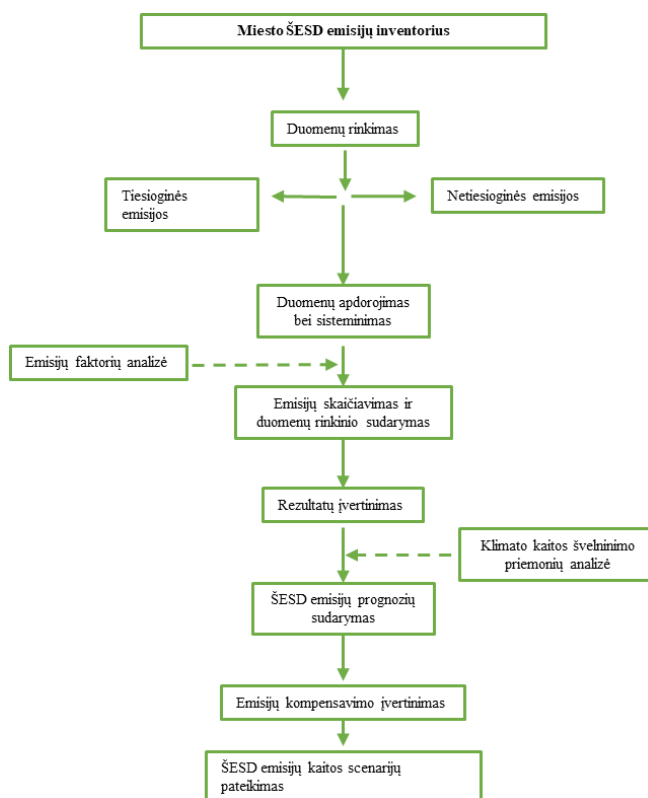 Miesto ŠESD emisijų inventorius
Duomenų rinkimas
Tiesioginės
emisijos
Netiesioginės emisijos
Duomenų apdorojimas
bei sisteminimas
Emisijų faktorių analizė
Emisijų skaičiavimas ir
duomenų rinkinio sudarymas
Rezultatų įvertinimas
Klimato kaitos švelninimo
priemonių analizė
ŠESD emisijų prognozių
sudarymas
Emisijų kompensavimo įvertinimas
ŠESD emisijų kaitos scenarijų
pateikimas